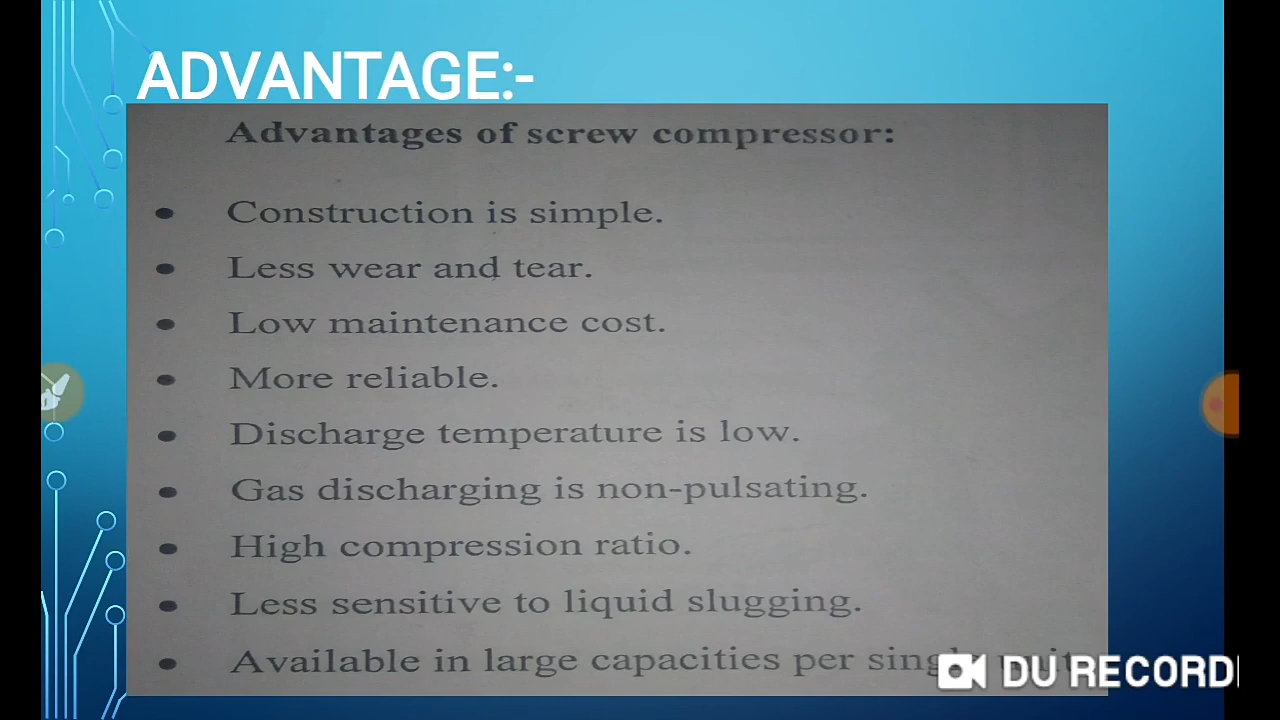 ADVANTAGE:-
Advantages of screw compressor:
• Construction is simple.
• Less wear and tear.
• Low maintenance cost.
• More reliable.
• Discharge temperature is low.
• Gas discharging is non-pulsating.
• High compression ratio.
• Less sensitive to liquid slugging.
• Available in large capacities per single unit
DU RECORD